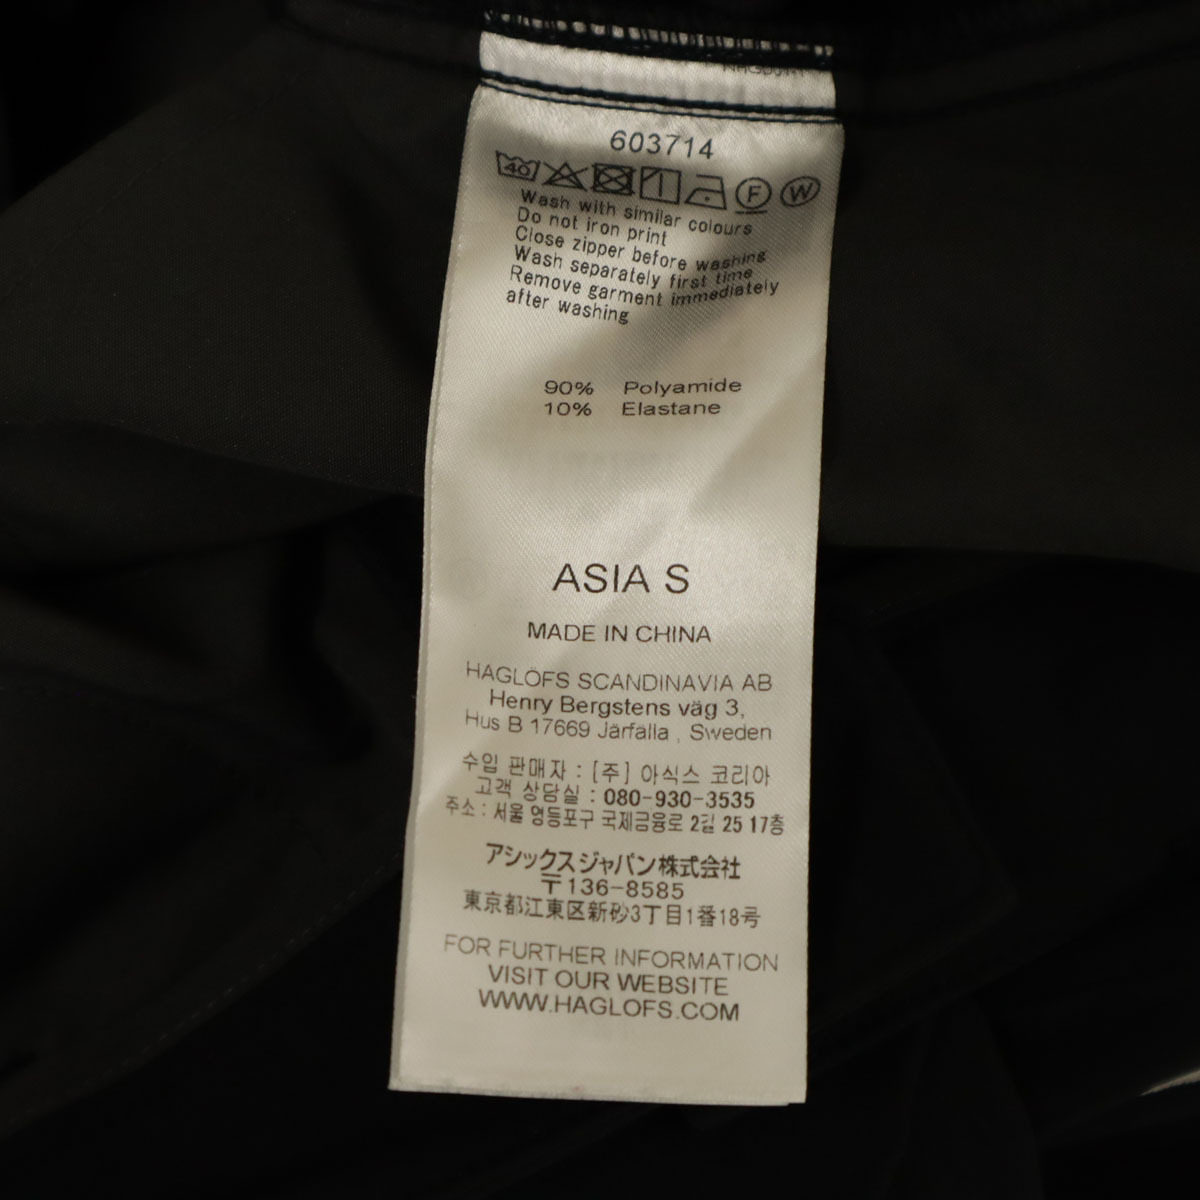 603714
40 F W
Wash with similar colours
Do not iron print
Close zipper before washing
Wash separately first time
Remove garment immediately
after washing
90% Polyamide
10% Elastane
ASIA S
MADE IN CHINA
HAGLÖFS SCANDINAVIA AB
Henry Bergstens väg 3,
Hus B 17669 Järfälla , Sweden
수입 판매자 : [주] 아식스 코리아
고객 상담실 : 080-930-3535
주소 : 서울 영등포구 국제금융로 2길 25 17층
アシックスジャパン株式会社
〒136-8585
東京都江東区新砂3丁目1番18号
FOR FURTHER INFORMATION
VISIT OUR WEBSITE
WWW.HAGLOFS.COM